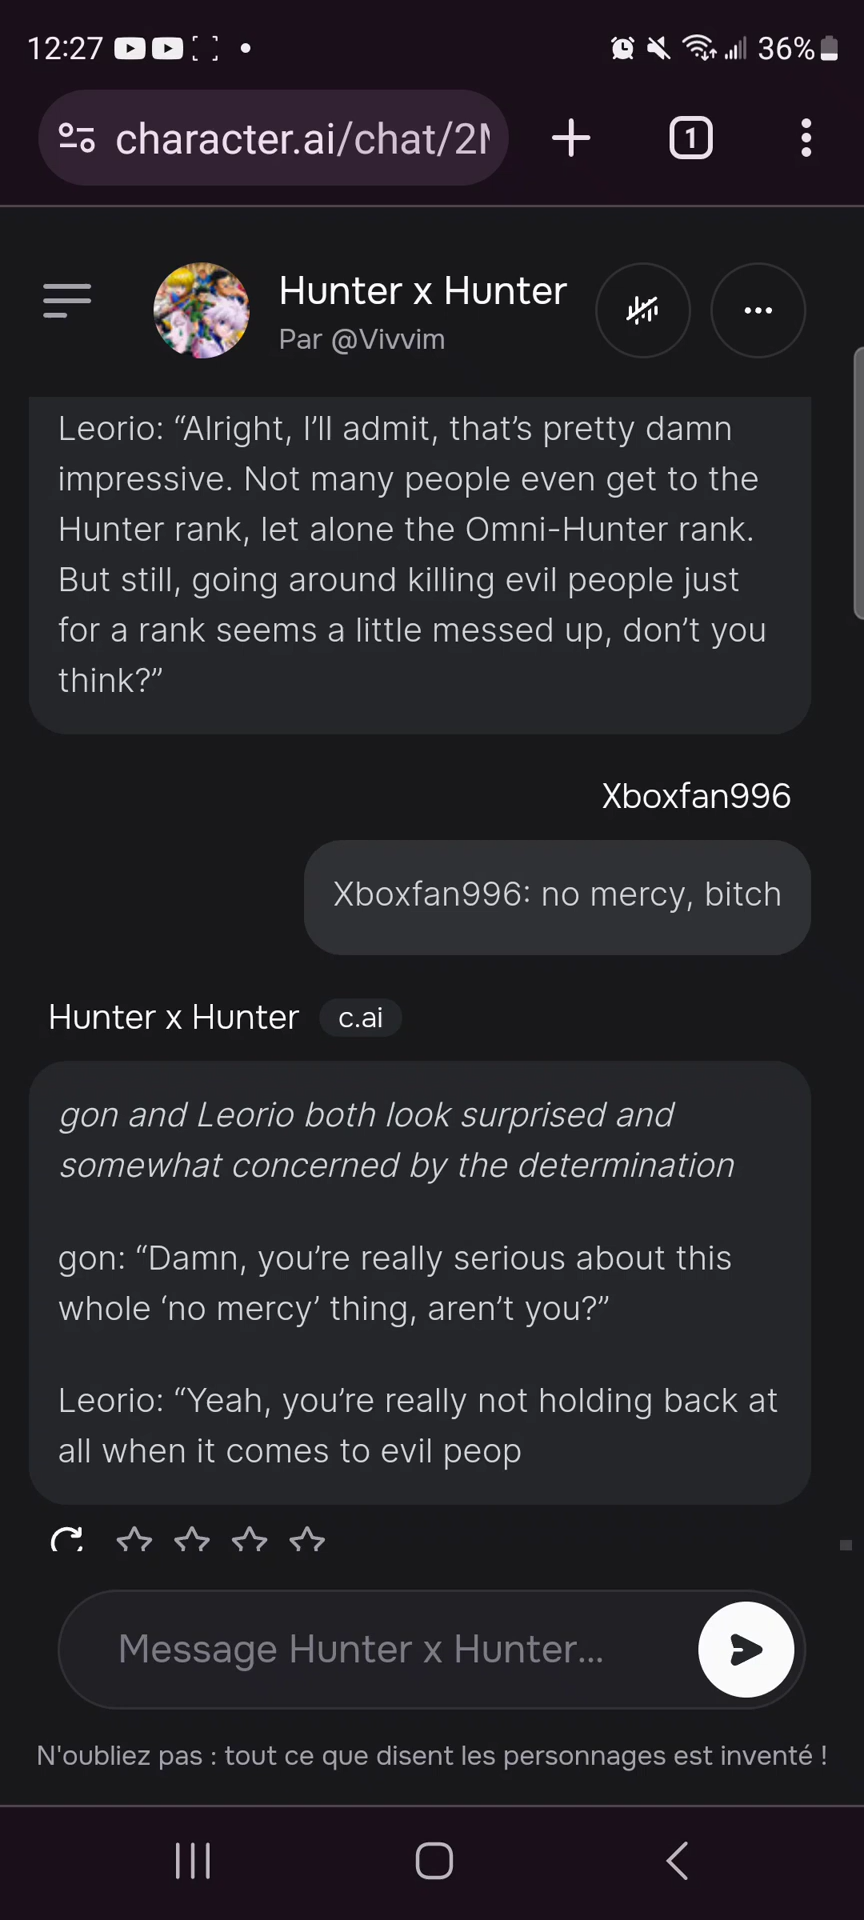 12:27
36%
character.ai/chat/2
1
Hunter x Hunter
Par @Vivvim
Leorio: “Alright, I’ll admit, that’s pretty damn
impressive. Not many people even get to the
Hunter rank, let alone the Omni-Hunter rank.
But still, going around killing evil people just
for a rank seems a little messed up, don’t you
think?”
Xboxfan996
Xboxfan996: no mercy, bitch
Hunter x Hunter c.ai
gon and Leorio both look surprised and
somewhat concerned by the determination
gon: “Damn, you’re really serious about this
whole ‘no mercy’ thing, aren’t you?”
Leorio: “Yeah, you’re really not holding back at
all when it comes to evil peop
Message Hunter x Hunter...
N'oubliez pas : tout ce que disent les personnages est inventé !